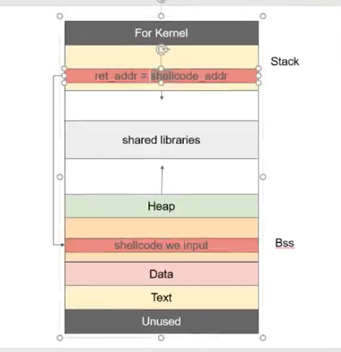 For Kernel
Stack
ret_addr = shellcode_addr
shared libraries
Heap
shellcode we input
Bss
Data
Text
Unused